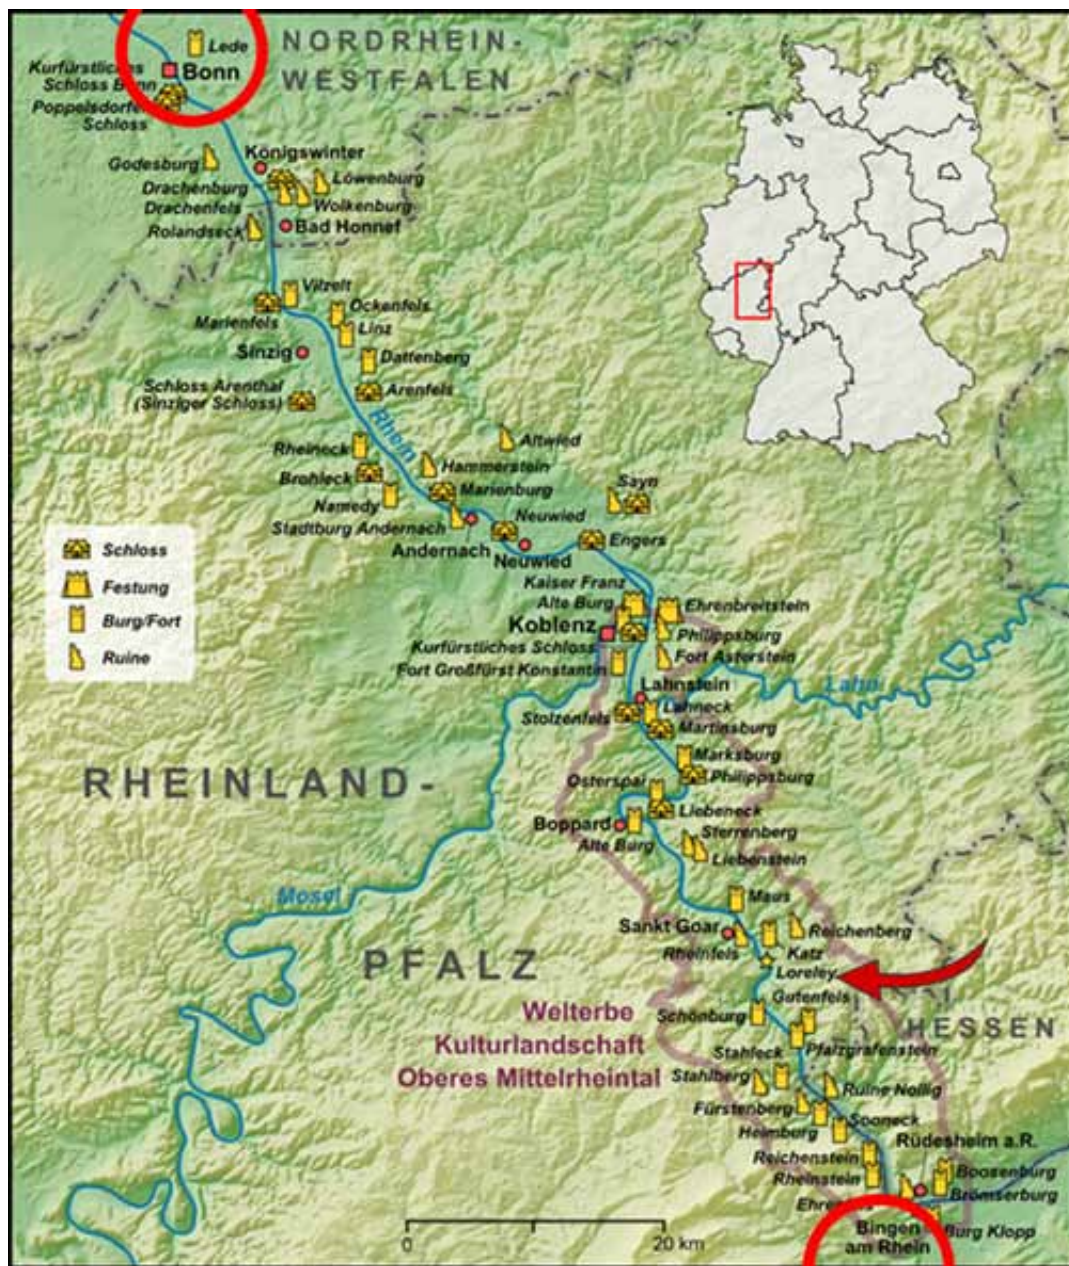 Lede
NORDRHEIN-
WESTFALEN
Kurfürstliches
Schloss Bonn
Bonn
Poppelsdorfer
Schloss
Godesburg
Königswinter
Löwenburg
Drachenburg
Drachenfels
Wolkenburg
Rolandseck
Bad Honnef
Vilzelt
Ockenfels
Marienfels
Linz
Sinzig
Dattenberg
Schloss Arenthal
(Sinziger Schloss)
Arenfels
Rhein
Rheineck
Altwied
Hammerstein
Brohleck
Marienburg
Sayn
Namedy
Neuwied
Stadtburg Andernach
Andernach
Neuwied
Engers
Schloss
Festung
Burg/Fort
Ruine
Kaiser Franz
Alte Burg
Ehrenbreitstein
Koblenz
Philippsburg
Kurfürstliches Schloss
Fort Asterstein
Fort Großfürst Konstantin
Lahnstein
Lahn
Lahneck
Stolzenfels
Martinsburg
Marksburg
RHEINLAND-
Osterspai
Philippsburg
Liebeneck
Boppard
Alte Burg
Sterrenberg
Liebenstein
Mosel
Maus
Sankt Goar
Reichenberg
Rheinfels
Katz
PFALZ
Loreley
Gutenfels
Welterbe
Kulturlandschaft
Oberes Mittelrheintal
Schönburg
HESSEN
Stahleck
Pfalzgrafenstein
Stahlberg
Ruine Nollig
Fürstenberg
Sooneck
Heimburg
Rüdesheim a.R.
Reichenstein
Boosenburg
Rheinstein
Brömserburg
Bingen
am Rhein
Burg Klopp
0
20 km